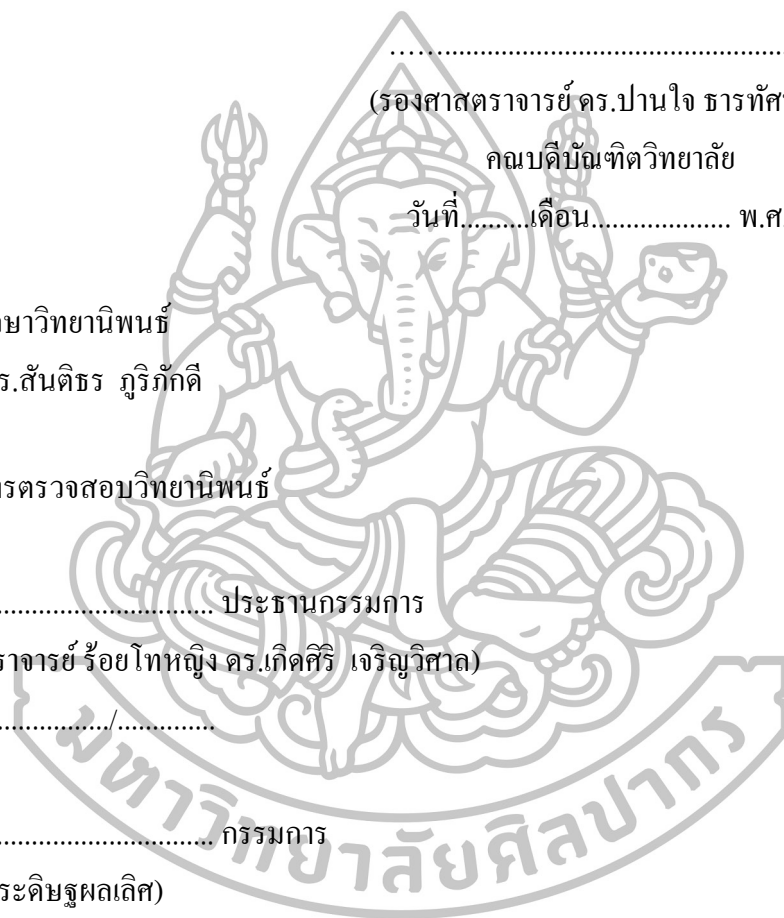 .......................................................
(รองศาสตราจารย์ ดร.ปานใจ ธารทัศ
คณบดีบัณฑิตวิทยาลัย
วันที่..........เดือน.................... พ.ศ
ษาวิทยานิพนธ์
ร.สันติธร ภูริภักดี
รตรวจสอบวิทยานิพนธ์
............................... ประธานกรรมการ
ราจารย์ ร้อยโทหญิง ดร.เกิดศิริ เจริญวิศาล)
................/..............
............................... กรรมการ
ระดิษฐผลเลิศ)
มหาวิทยาลัยศิลปากร